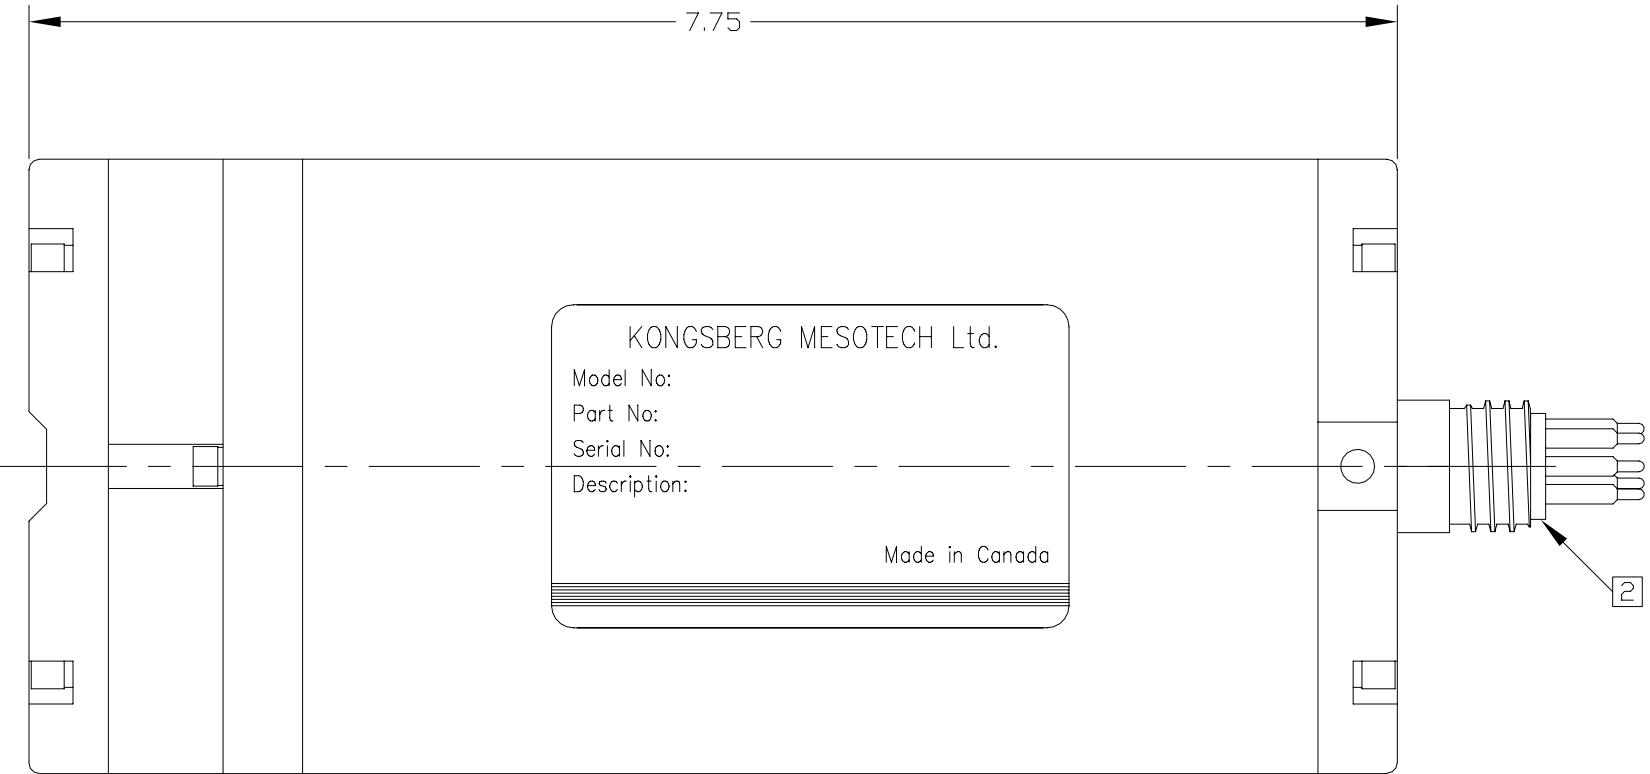 7.75
KONGSBERG MESOTECH Ltd.
Model No:
Part No:
Serial No:
Description:
Made in Canada
2